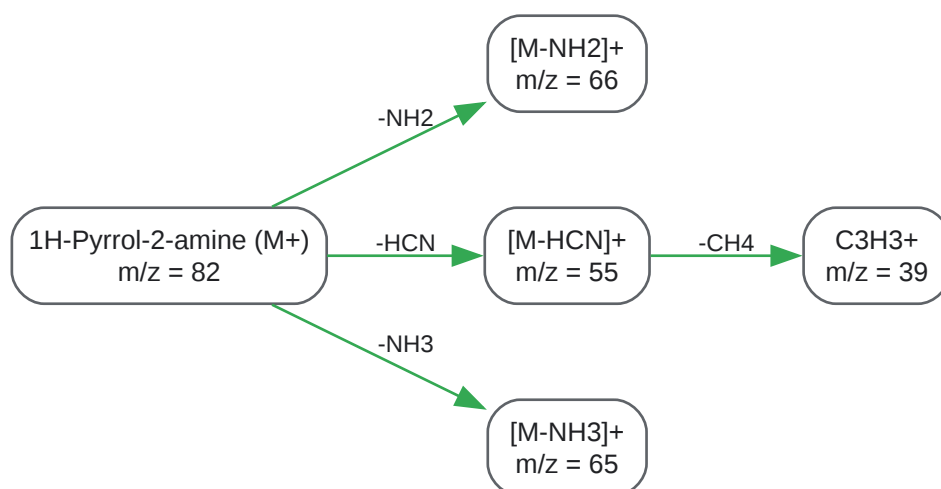 [M-NH2]+
m/z = 66
-NH2
1H-Pyrrol-2-amine (M+)
m/z = 82
-HCN
[M-HCN]+
m/z = 55
-CH4
C3H3+
m/z = 39
-NH3
[M-NH3]+
m/z = 65